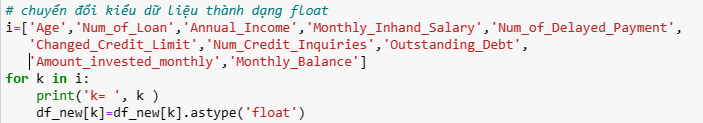 # chuyển đổi kiểu dữ liệu thành dạng float
i=['Age','Num_of_Loan','Annual_Income','Monthly_Inhand_Salary','Num_of_Delayed_Payment',
'Changed_Credit_Limit','Num_Credit_Inquiries','Outstanding_Debt',
'Amount_invested_monthly','Monthly_Balance']
for k in i:
print('k= ', k )
df_new[k]=df_new[k].astype('float')